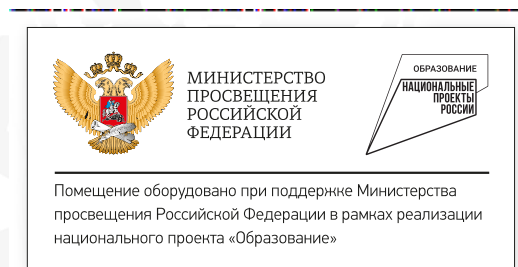 МИНИСТЕРСТВО
ПРОСВЕЩЕНИЯ
РОССИЙСКОЙ
ФЕДЕРАЦИИ
ОБРАЗОВАНИЕ
НАЦИОНАЛЬНЫЕ
ПРОЕКТЫ
РОССИИ
Помещение оборудовано при поддержке Министерства
просвещения Российской Федерации в рамках реализации
национального проекта «Образование»